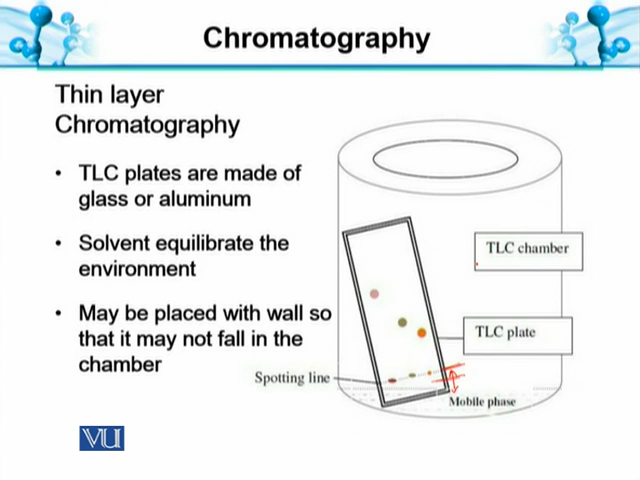 Chromatography
Thin layer
Chromatography
• TLC plates are made of
glass or aluminum
• Solvent equilibrate the
environment
• May be placed with wall so
that it may not fall in the
chamber
TLC chamber
TLC plate
Spotting line
Mobile phase
VU